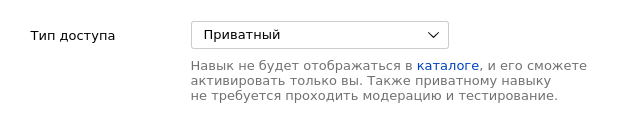 Тип доступа
Приватный
Навык не будет отображаться в каталоге, и его сможете
активировать только вы. Также приватному навыку
не требуется проходить модерацию и тестирование.